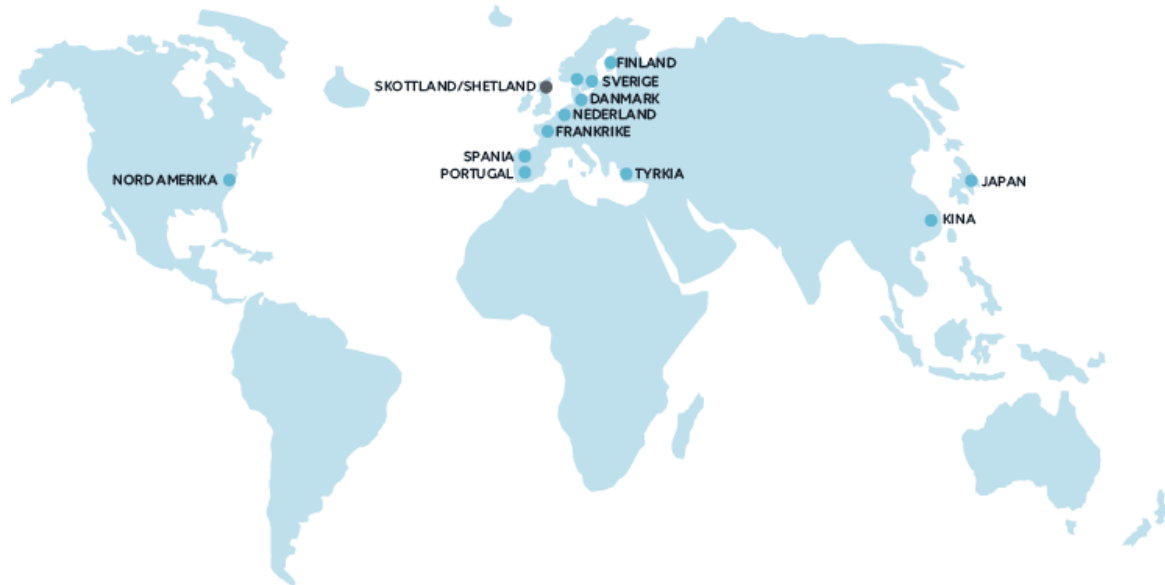 FINLAND
SKOTTLAND/SHETLAND
SVERIGE
DANMARK
NEDERLAND
FRANKRIKE
SPANIA
PORTUGAL
TYRKIA
NORD AMERIKA
JAPAN
KINA